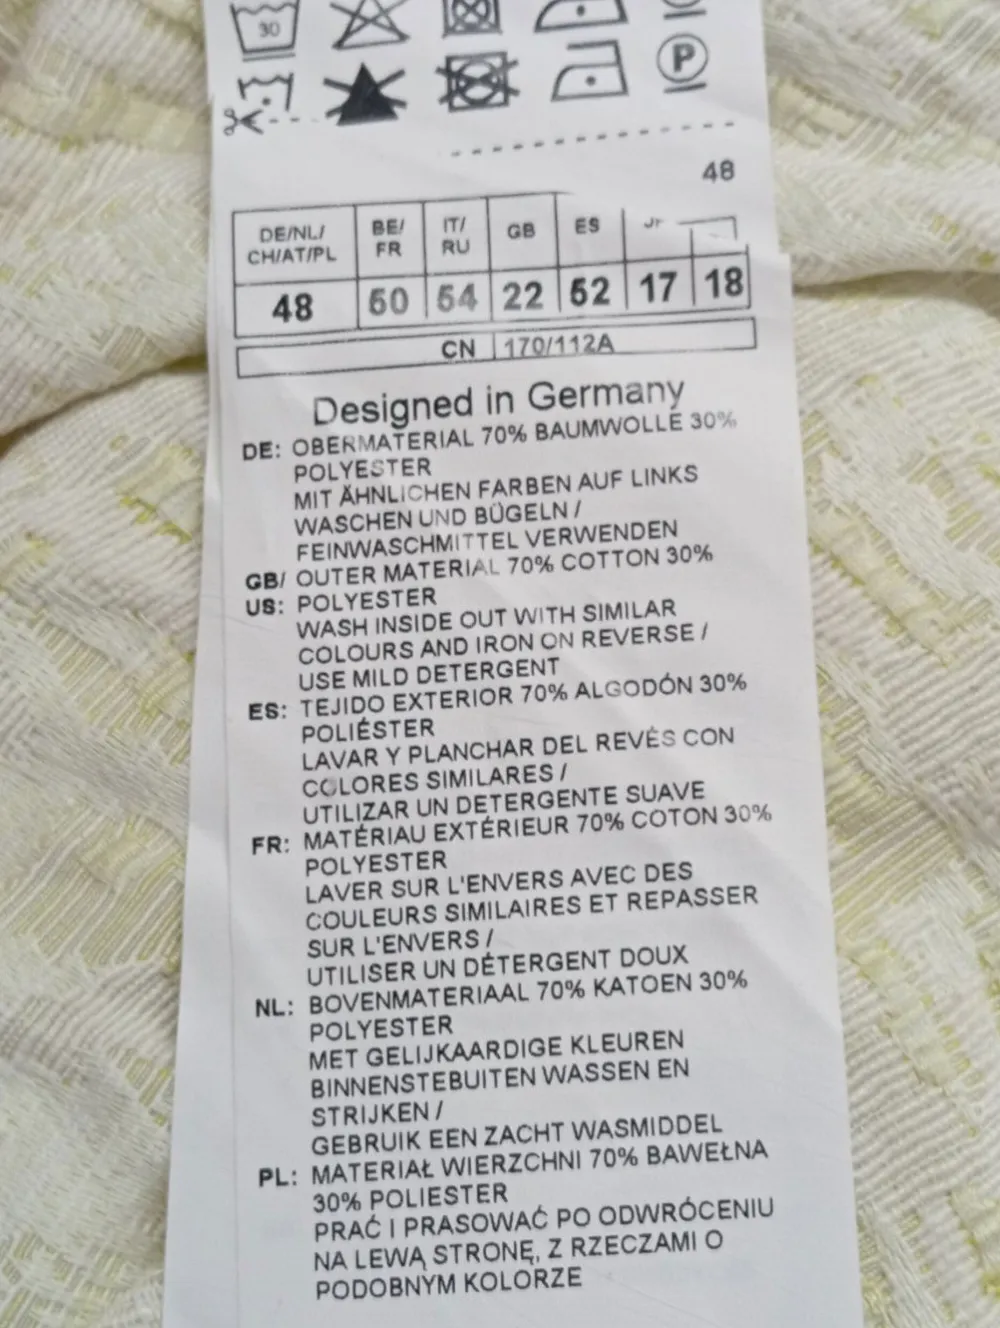 30
P
48
DE/NL/ CH/AT/PL BE/ FR IT/ RU GB ES
48 50 54 22 52 17 18
CN 170/112A
Designed in Germany
DE: OBERMATERIAL 70% BAUMWOLLE 30%
POLYESTER
MIT ÄHNLICHEN FARBEN AUF LINKS
WASCHEN UND BÜGELN /
FEINWASCHMITTEL VERWENDEN
GB/ OUTER MATERIAL 70% COTTON 30%
US: POLYESTER
WASH INSIDE OUT WITH SIMILAR
COLOURS AND IRON ON REVERSE /
USE MILD DETERGENT
ES: TEJIDO EXTERIOR 70% ALGODÓN 30%
POLIÉSTER
LAVAR Y PLANCHAR DEL REVÉS CON
COLORES SIMILARES /
UTILIZAR UN DETERGENTE SUAVE
FR: MATÉRIAU EXTÉRIEUR 70% COTON 30%
POLYESTER
LAVER SUR L'ENVERS AVEC DES
COULEURS SIMILAIRES ET REPASSER
SUR L'ENVERS /
UTILISER UN DÉTERGENT DOUX
NL: BOVENMATERIAAL 70% KATOEN 30%
POLYESTER
MET GELIJKAARDIGE KLEUREN
BINNENSTEBUITEN WASSEN EN
STRIJKEN /
GEBRUIK EEN ZACHT WASMIDDEL
PL: MATERIAŁ WIERZCHNI 70% BAWEŁNA
30% POLIESTER
PRAĆ I PRASOWAĆ PO ODWRÓCENIU
NA LEWĄ STRONĘ, Z RZECZAMI O
PODOBNYM KOLORZE